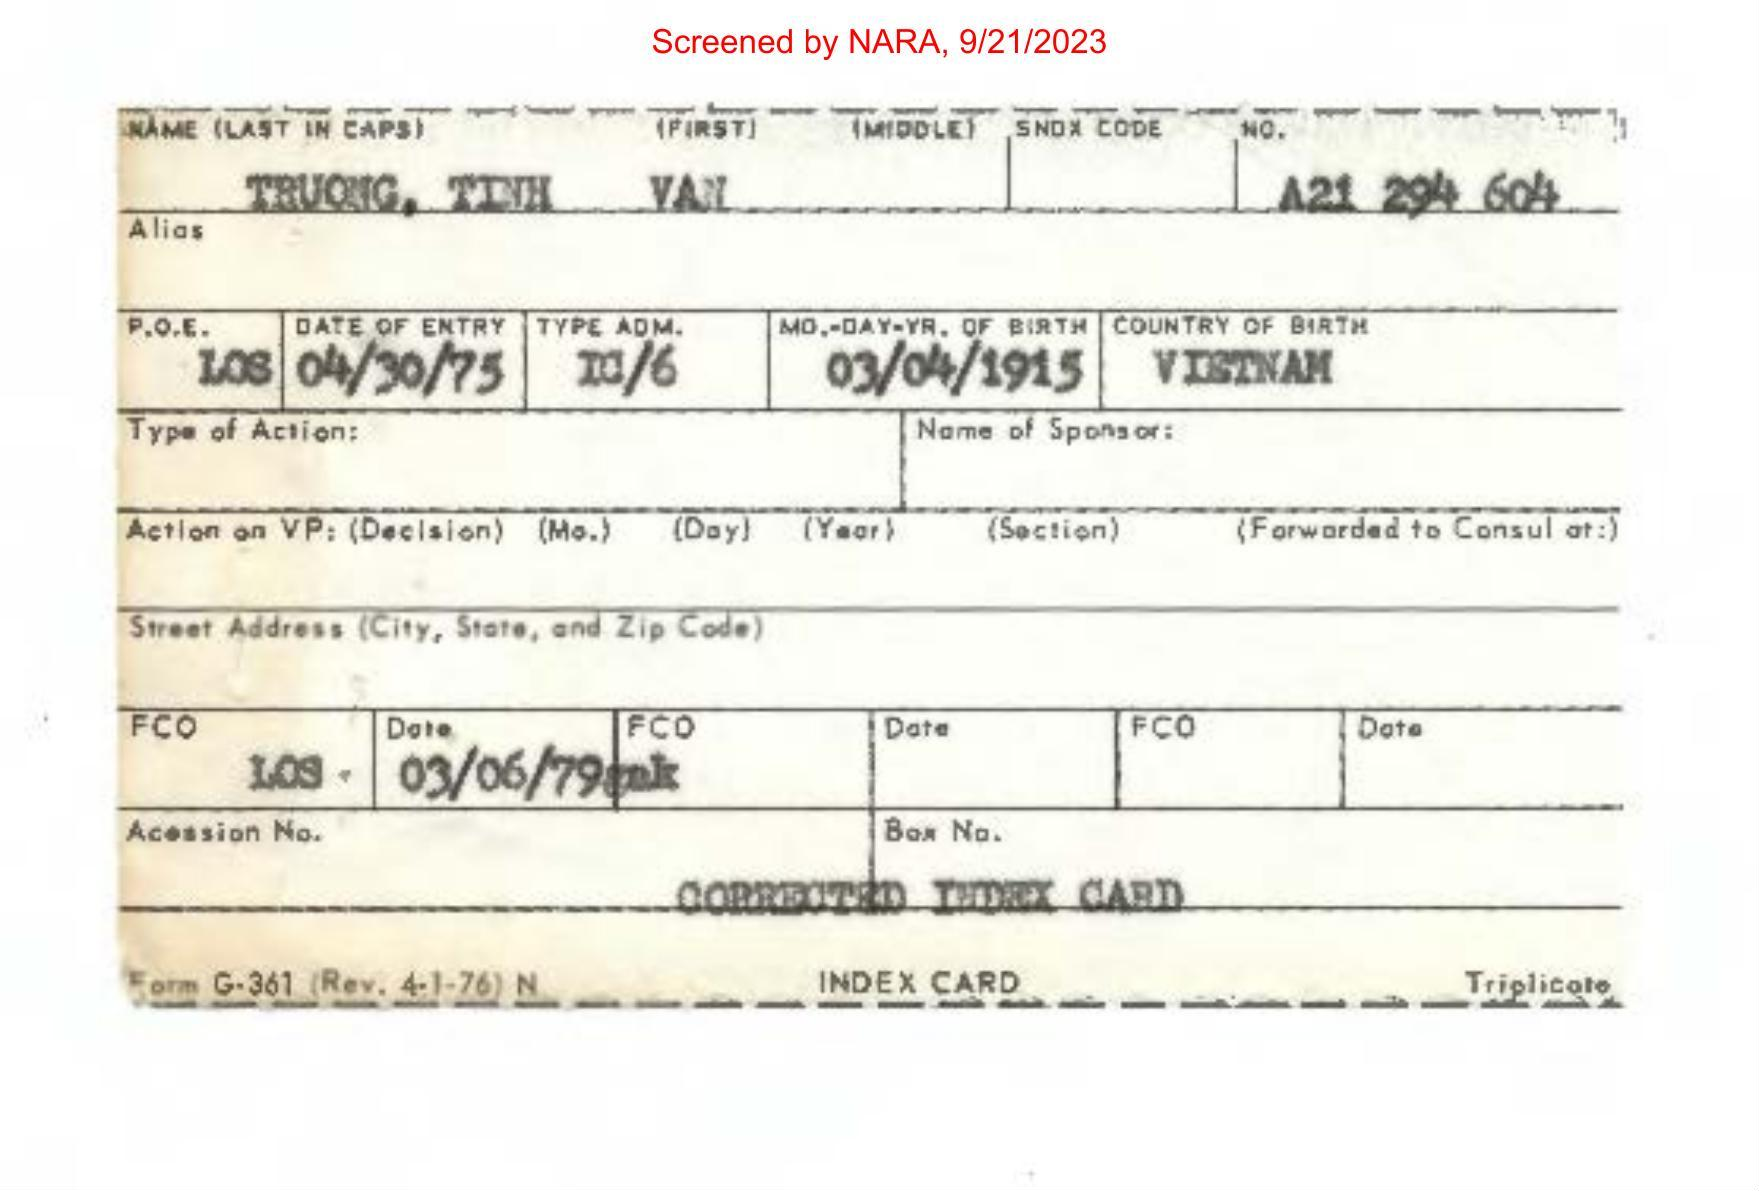 Screened by NARA, 9/21/2023
NAME (LAST IN CAPS) (FIRST) (MIDDLE) SNDX CODE NO.
TRUONG, TINH VAN A21 294 604
Alias
P.O.E. DATE OF ENTRY TYPE ADM. MO.-DAY-YR. OF BIRTH COUNTRY OF BIRTH
LOS 04/30/75 IC/6 03/04/1915 VIETNAM
Type of Action: Name of Sponsor:
Action on VP: (Decision) (Mo.) (Day) (Year) (Section) (Forwarded to Consul at:)
Street Address (City, State, and Zip Code)
FCO Date FCO Date FCO Date
LOS 03/06/79
Acession No. Box No.
CORRECTED INDEX CARD
Form G-361 (Rev. 4-1-76) N INDEX CARD Triplicate